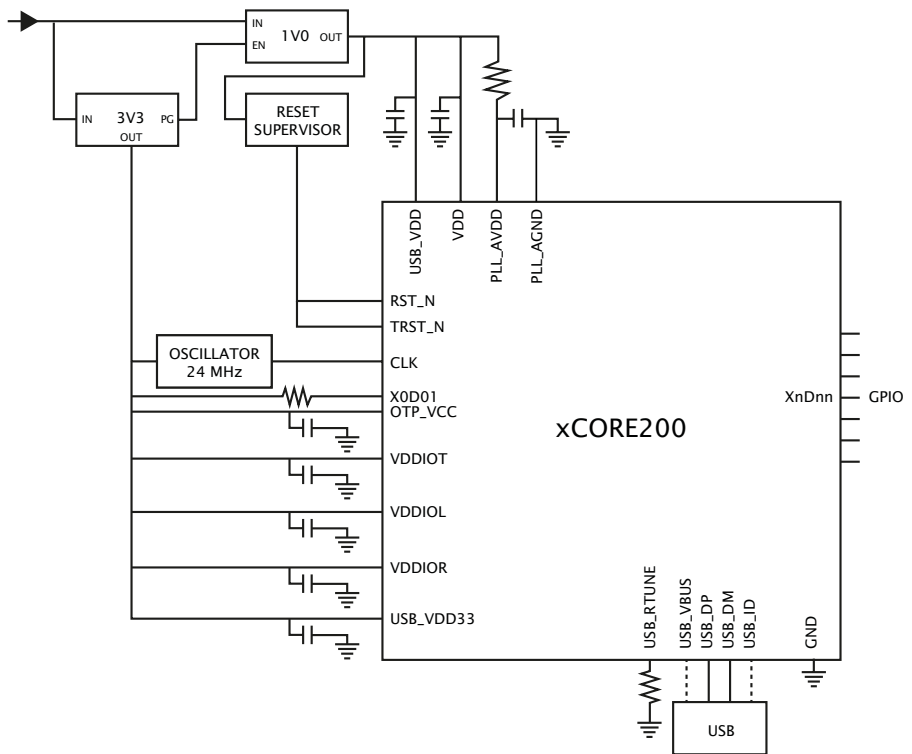 IN
1V0
OUT
EN
IN
3V3
PG
OUT
RESET
SUPERVISOR
USB_VDD
VDD
PLL_AVDD
PLL_AGND
RST_N
TRST_N
OSCILLATOR
24 MHz
CLK
X0D01
OTP_VCC
XnDnn
GPIO
xCORE200
VDDIOT
VDDIOL
VDDIOR
USB_VDD33
USB_RTUNE
USB_VBUS
USB_DP
USB_DM
USB_ID
GND
USB